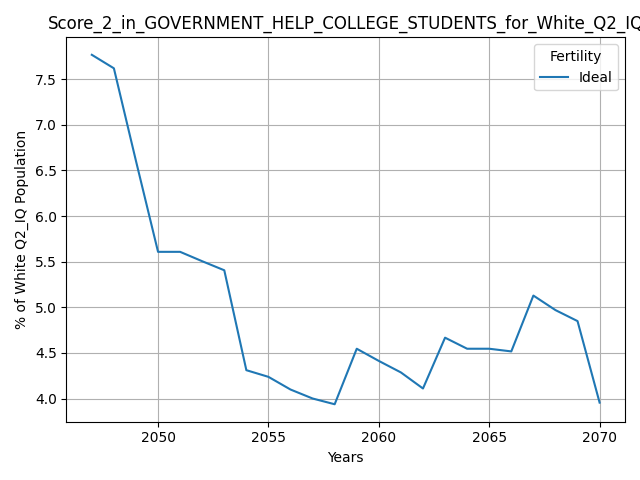 Score_2_in_GOVERNMENT_HELP_COLLEGE_STUDENTS_for_White_Q2_IQ
Fertility
Ideal
% of White Q2_IQ Population
7.5
7.0
6.5
6.0
5.5
5.0
4.5
4.0
2050 2055 2060 2065 2070
Years